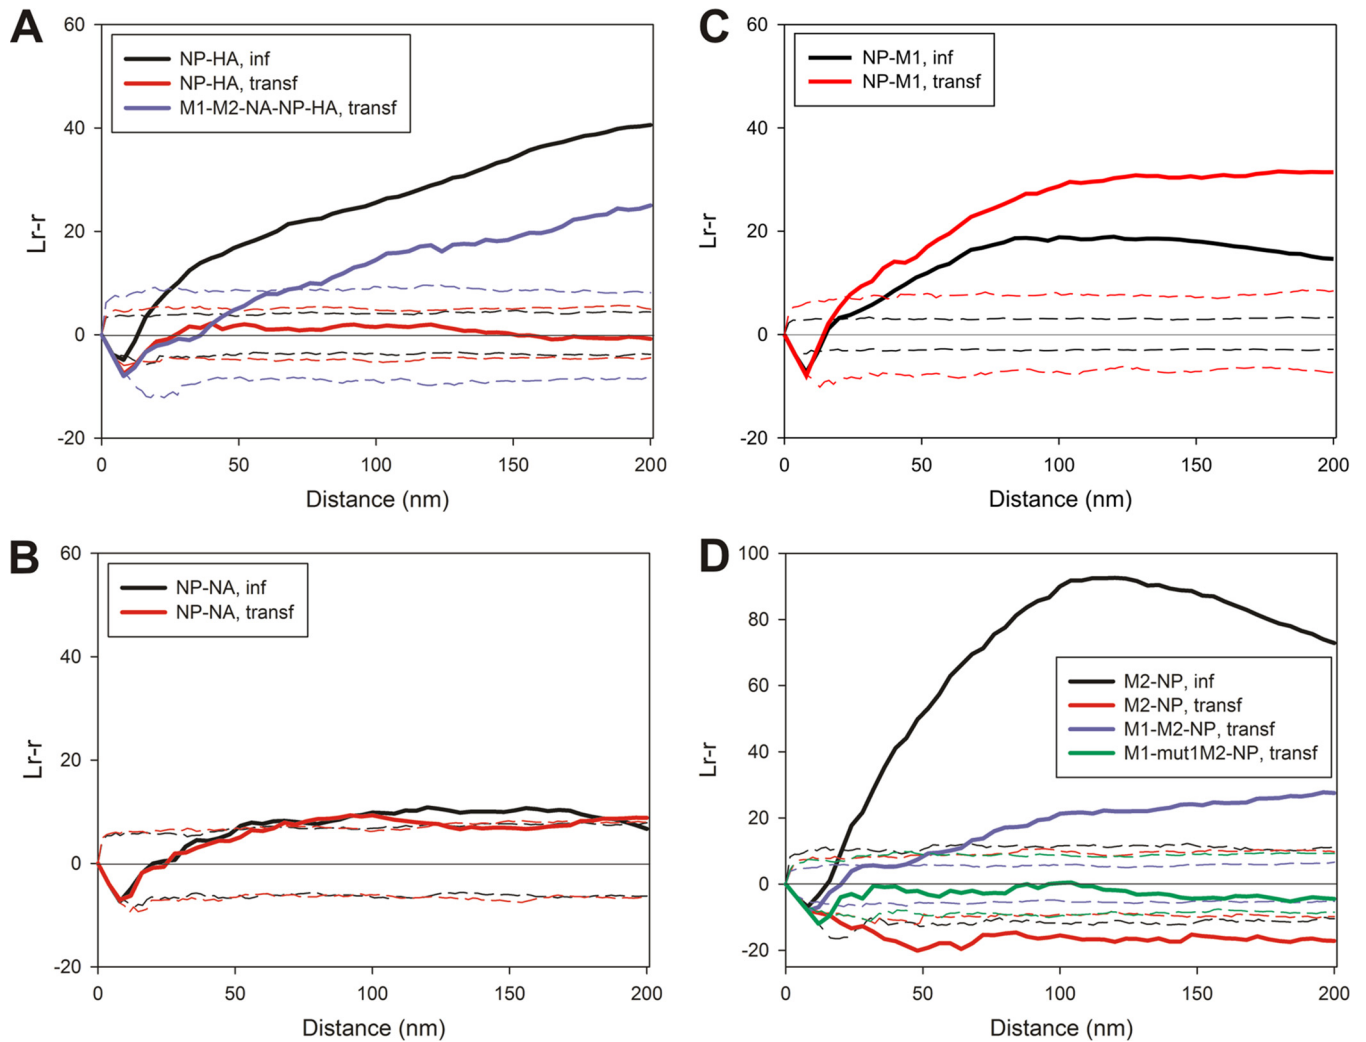 A
60
40
20
0
-20
Lr-r
NP-HA, inf
NP-HA, transf
M1-M2-NA-NP-HA, transf
0 50 100 150 200
Distance (nm)
C
60
40
20
0
-20
Lr-r
NP-M1, inf
NP-M1, transf
0 50 100 150 200
Distance (nm)
B
60
40
20
0
-20
Lr-r
NP-NA, inf
NP-NA, transf
0 50 100 150 200
Distance (nm)
D
100
80
60
40
20
0
-20
Lr-r
M2-NP, inf
M2-NP, transf
M1-M2-NP, transf
M1-mut1M2-NP, transf
0 50 100 150 200
Distance (nm)